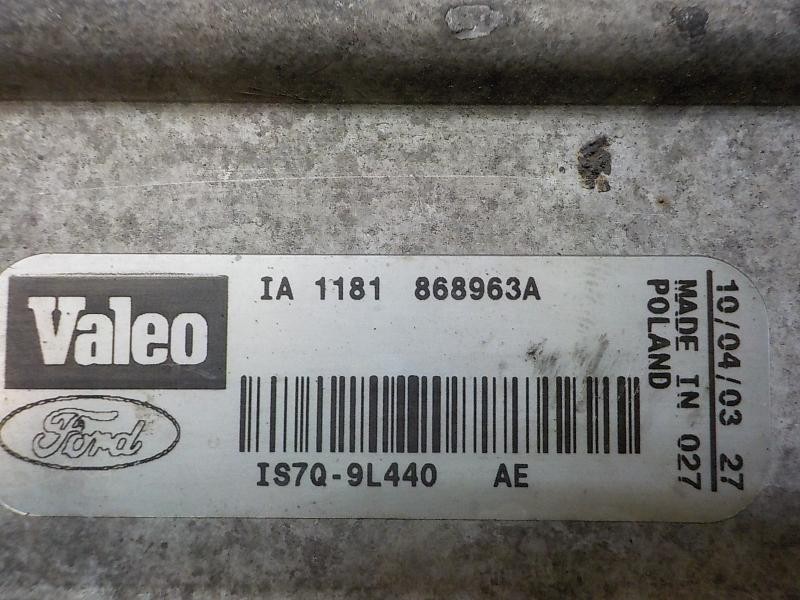 Valeo
Ford
IA 1181 868963A
IS7Q-9L440 AE
10/04/03 27
MADE IN 027
POLAND